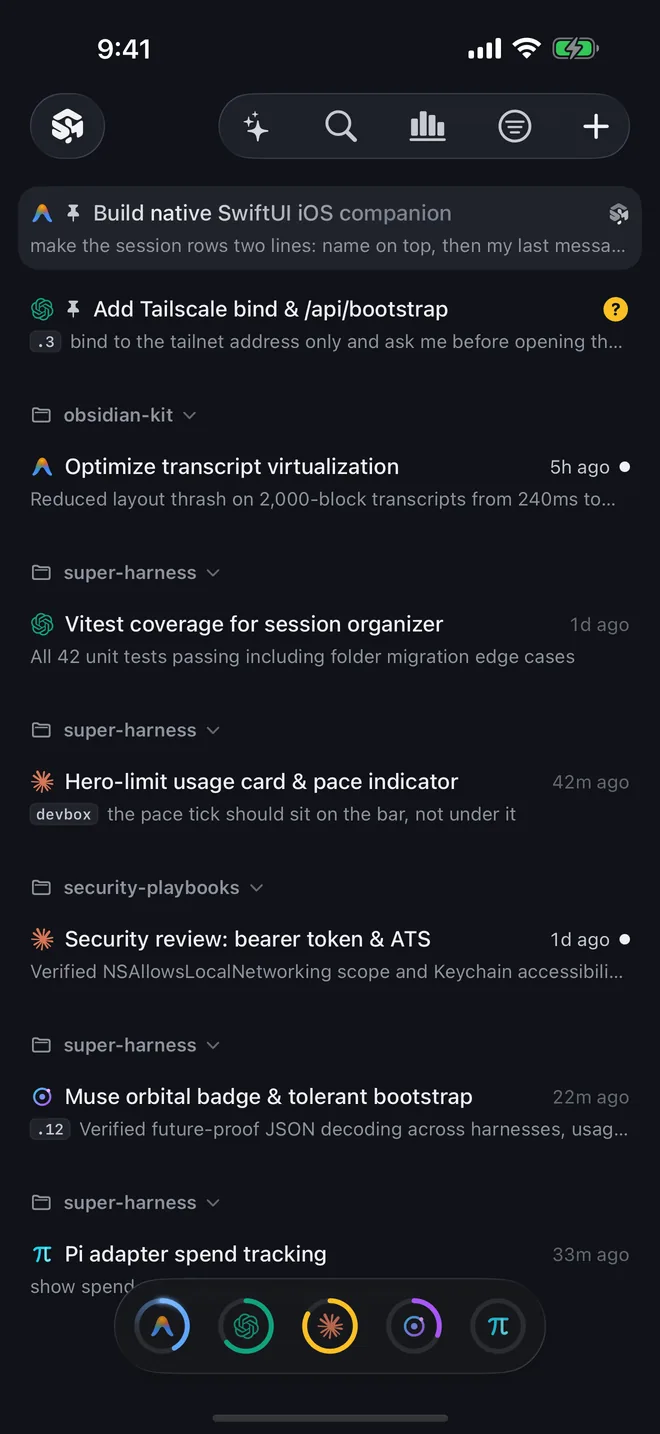 9:41
Build native SwiftUI iOS companion
make the session rows two lines: name on top, then my last messa...
Add Tailscale bind & /api/bootstrap ?
.3 bind to the tailnet address only and ask me before opening th...
obsidian-kit
Optimize transcript virtualization 5h ago
Reduced layout thrash on 2,000-block transcripts from 240ms to...
super-harness
Vitest coverage for session organizer 1d ago
All 42 unit tests passing including folder migration edge cases
super-harness
Hero-limit usage card & pace indicator 42m ago
devbox the pace tick should sit on the bar, not under it
security-playbooks
Security review: bearer token & ATS 1d ago
Verified NSAllowsLocalNetworking scope and Keychain accessibili...
super-harness
Muse orbital badge & tolerant bootstrap 22m ago
.12 Verified future-proof JSON decoding across harnesses, usag...
super-harness
π Pi adapter spend tracking 33m ago
show spend
π